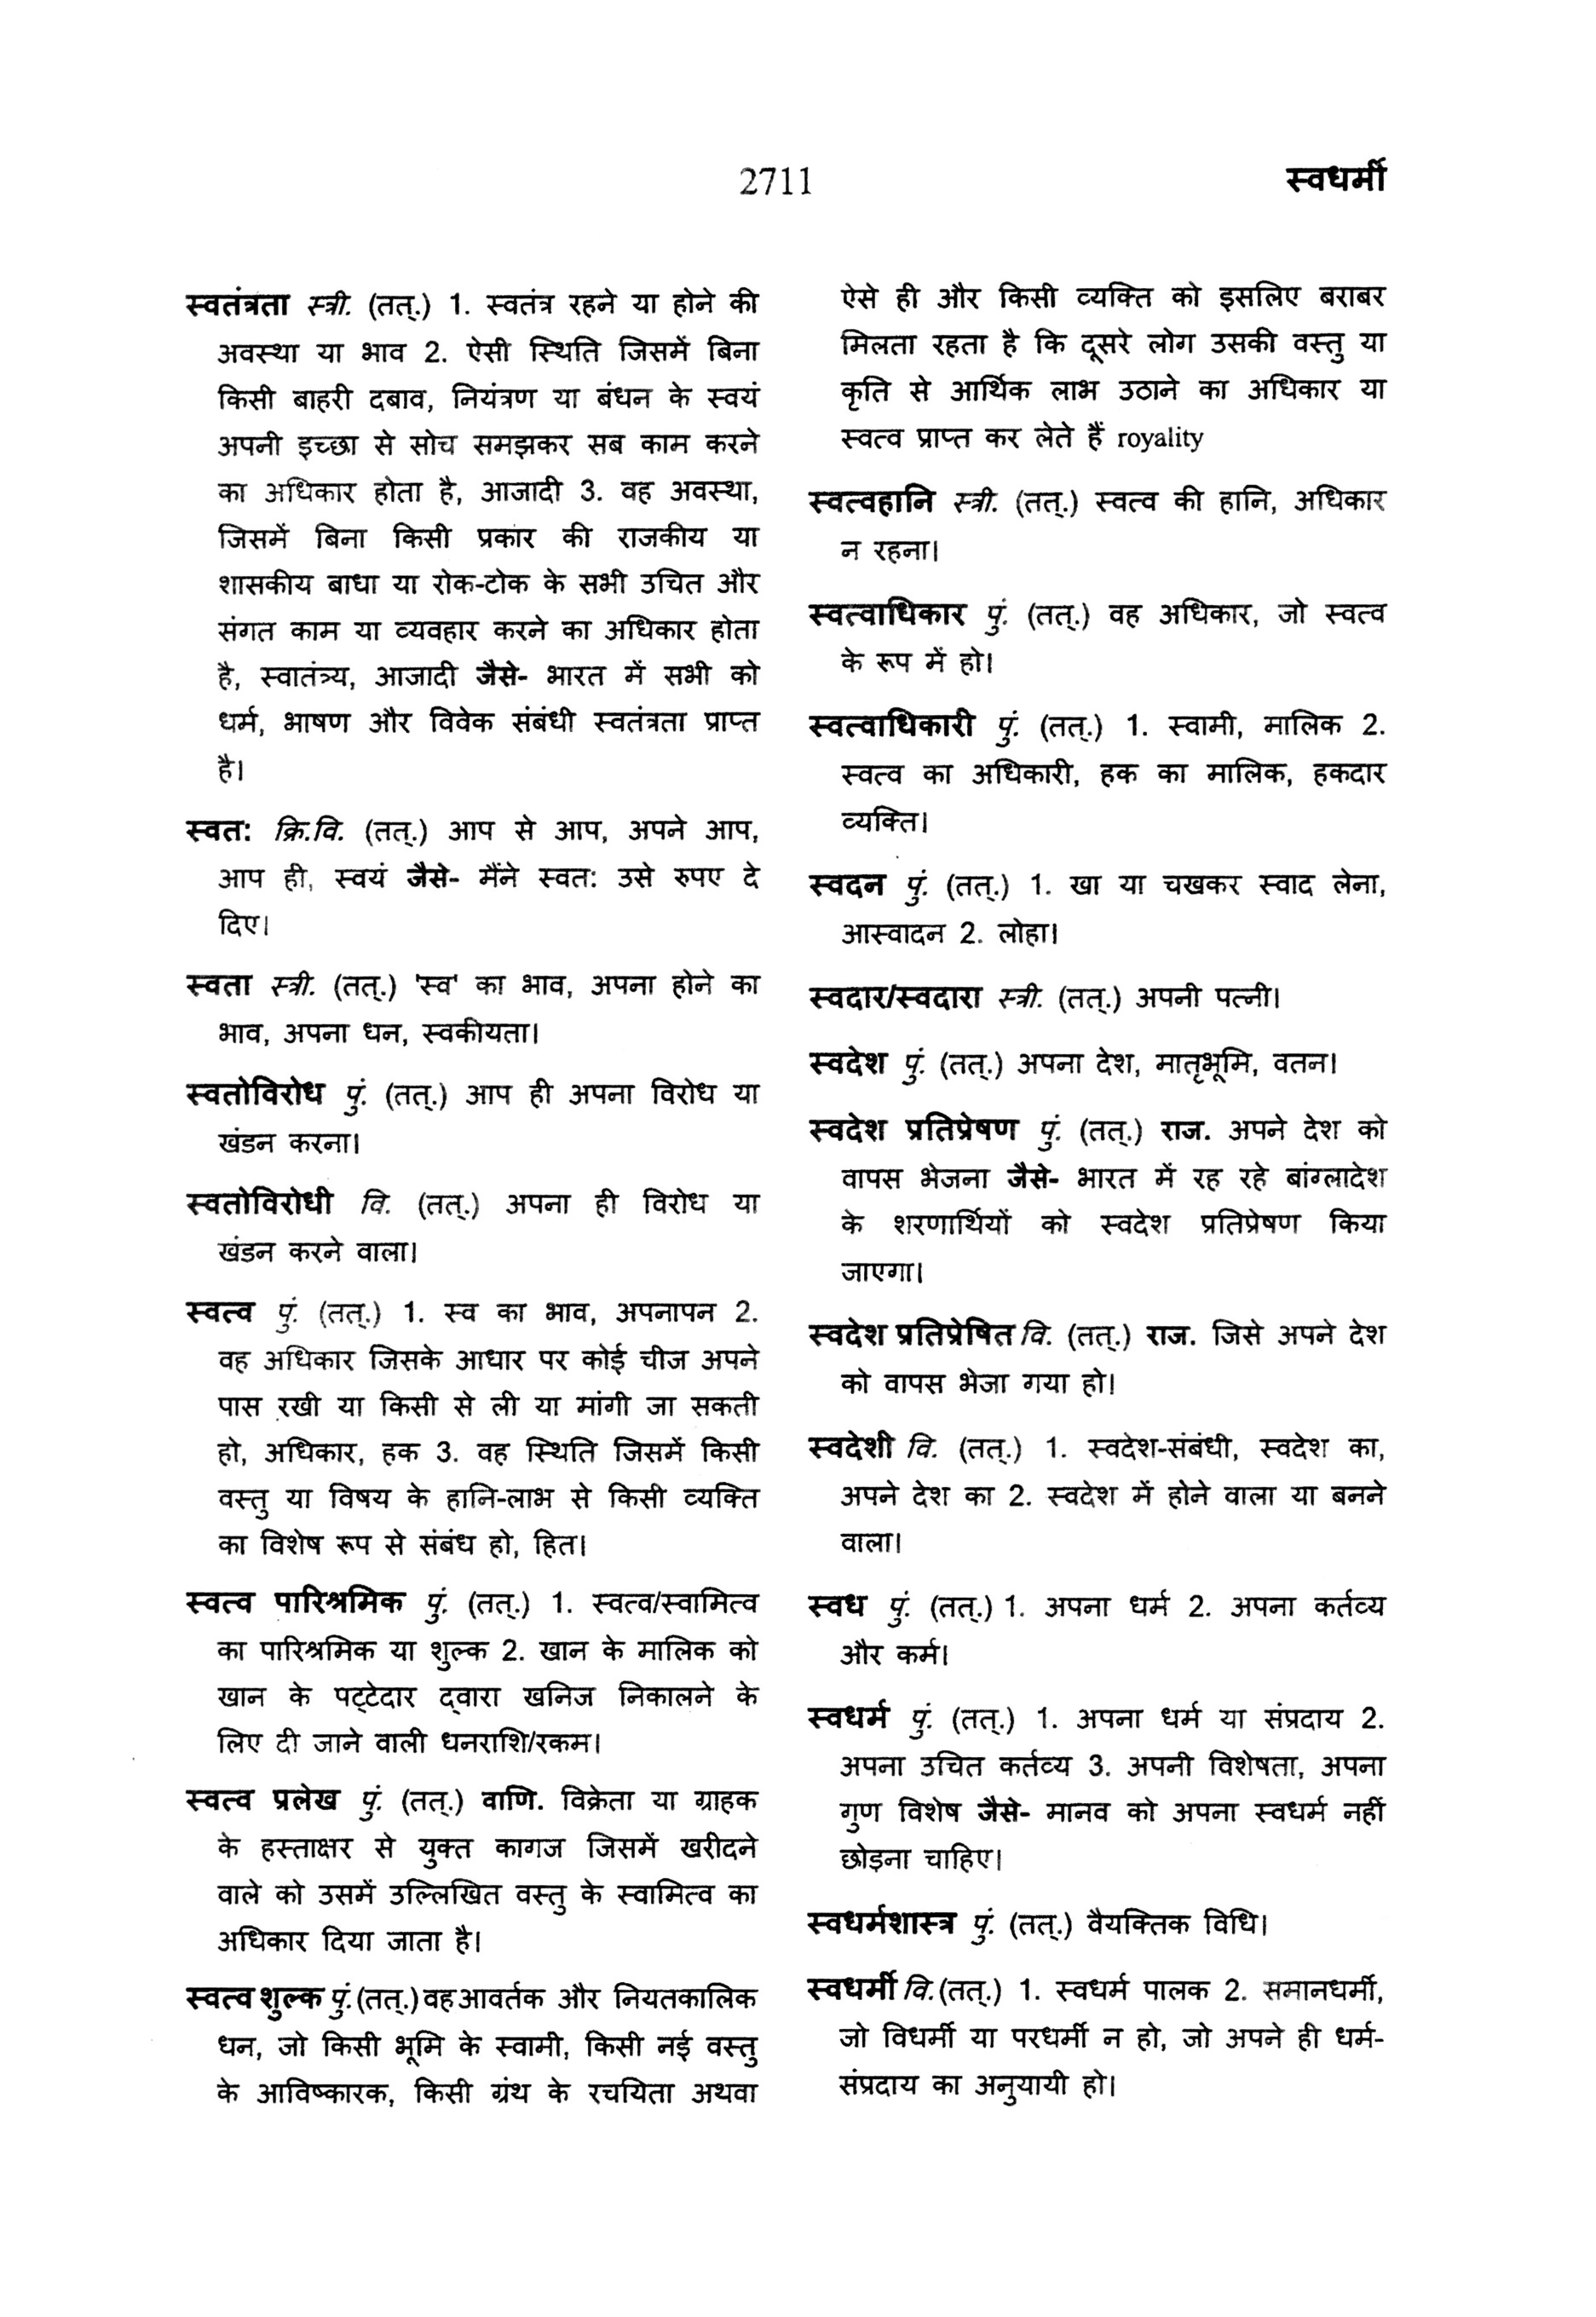 2711
स्वधर्मी
स्वतंत्रता स्त्री. (तत्.) 1. स्वतंत्र रहने या होने की
अवस्था या भाव 2. ऐसी स्थिति जिसमें बिना
किसी बाहरी दबाव, नियंत्रण या बंधन के स्वयं
अपनी इच्छा से सोच समझकर सब काम करने
का अधिकार होता है, आजादी 3. वह अवस्था,
जिसमें बिना किसी प्रकार की राजकीय या
शासकीय बाधा या रोक-टोक के सभी उचित और
संगत काम या व्यवहार करने का अधिकार होता
है, स्वातंत्र्य, आजादी जैसे- भारत में सभी को
धर्म, भाषण और विवेक संबंधी स्वतंत्रता प्राप्त
है।
स्वत: क्रि.वि. (तत्.) आप से आप, अपने आप,
आप ही, स्वयं जैसे- मैंने स्वत: उसे रुपए दे
दिए।
स्वता स्त्री. (तत्.) 'स्व' का भाव, अपना होने का
भाव, अपना धन, स्वकीयता।
स्वतोविरोध पुं. (तत्.) आप ही अपना विरोध या
खंडन करना।
स्वतोविरोधी वि. (तत्.) अपना ही विरोध या
खंडन करने वाला।
स्वत्व पुं. (तत्.) 1. स्व का भाव, अपनापन 2.
वह अधिकार जिसके आधार पर कोई चीज अपने
पास रखी या किसी से ली या मांगी जा सकती
हो, अधिकार, हक 3. वह स्थिति जिसमें किसी
वस्तु या विषय के हानि-लाभ से किसी व्यक्ति
का विशेष रूप से संबंध हो, हित।
स्वत्व पारिश्रमिक पुं. (तत्.) 1. स्वत्व/स्वामित्व
का पारिश्रमिक या शुल्क 2. खान के मालिक को
खान के पट्‌टेदार द्‌वारा खनिज निकालने के
लिए दी जाने वाली धनराशि/रकम।
स्वत्व प्रलेख पुं. (तत्.) वाणि. विक्रेता या ग्राहक
के हस्ताक्षर से युक्त कागज जिसमें खरीदने
वाले को उसमें उल्लिखित वस्तु के स्वामित्व का
अधिकार दिया जाता है।
स्वत्व शुल्क पुं. (तत्.) वह आवर्तक और नियतकालिक
धन, जो किसी भूमि के स्वामी, किसी नई वस्तु
के आविष्कारक, किसी ग्रंथ के रचयिता अथवा
ऐसे ही और किसी व्यक्ति को इसलिए बराबर
मिलता रहता है कि दूसरे लोग उसकी वस्तु या
कृति से आर्थिक लाभ उठाने का अधिकार या
स्वत्व प्राप्त कर लेते हैं royality
स्वत्वहानि स्त्री. (तत्.) स्वत्व की हानि, अधिकार
न रहना।
स्वत्वाधिकार पुं. (तत्.) वह अधिकार, जो स्वत्व
के रूप में हो।
स्वत्वाधिकारी पुं. (तत्.) 1. स्वामी, मालिक 2.
स्वत्व का अधिकारी, हक का मालिक, हकदार
व्यक्ति।
स्वदन पुं. (तत्.) 1. खा या चखकर स्वाद लेना,
आस्वादन 2. लोहा।
स्वदार/स्वदारा स्त्री. (तत्.) अपनी पत्नी।
स्वदेश पुं. (तत्.) अपना देश, मातृभूमि, वतन।
स्वदेश प्रतिप्रेषण पुं. (तत्.) राज. अपने देश को
वापस भेजना जैसे- भारत में रह रहे बांग्लादेश
के शरणार्थियों को स्वदेश प्रतिप्रेषण किया
जाएगा।
स्वदेश प्रतिप्रेषित वि. (तत्.) राज. जिसे अपने देश
को वापस भेजा गया हो।
स्वदेशी वि. (तत्.) 1. स्वदेश-संबंधी, स्वदेश का,
अपने देश का 2. स्वदेश में होने वाला या बनने
वाला।
स्वध पुं. (तत्.) 1. अपना धर्म 2. अपना कर्तव्य
और कर्म।
स्वधर्म पुं. (तत्.) 1. अपना धर्म या संप्रदाय 2.
अपना उचित कर्तव्य 3. अपनी विशेषता, अपना
गुण विशेष जैसे- मानव को अपना स्वधर्म नहीं
छोड़ना चाहिए।
स्वधर्मशास्त्र पुं. (तत्.) वैयक्तिक विधि।
स्वधर्मी वि. (तत्.) 1. स्वधर्म पालक 2. समानधर्मी,
जो विधर्मी या परधर्मी न हो, जो अपने ही धर्म-
संप्रदाय का अनुयायी हो।